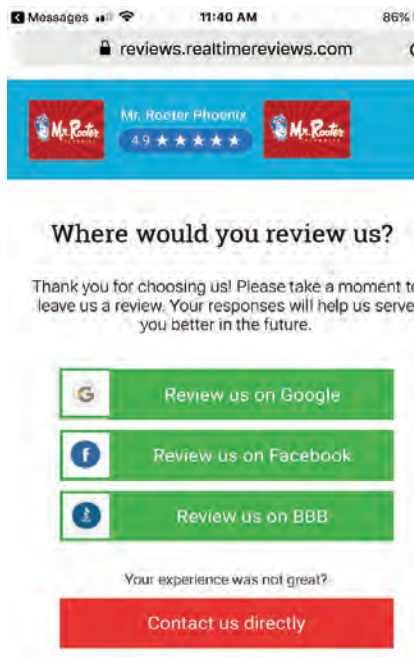 Messages 11:40 AM 86%
reviews.realtimereviews.com
Mr. Rooter Phoenix
Mr. Rooter
4.9 ★★★★★
Mr. Rooter
Where would you review us?
Thank you for choosing us! Please take a moment to
leave us a review. Your responses will help us serve
you better in the future.
G Review us on Google
f Review us on Facebook
Review us on BBB
Your experience was not great?
Contact us directly